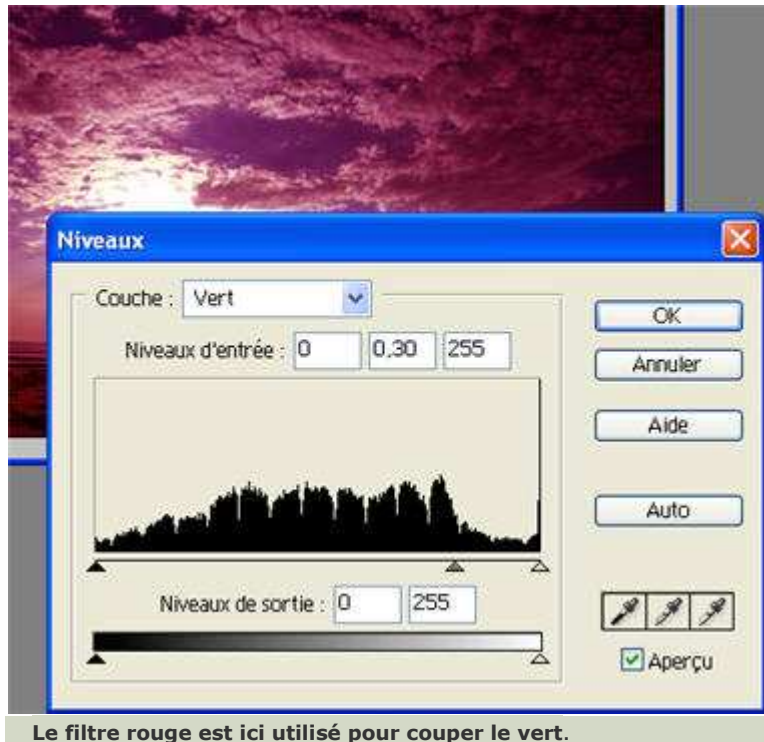 Niveaux
Couche : Vert
OK
Niveaux d'entrée : 0 0,30 255
Annuler
Aide
Auto
Niveaux de sortie : 0 255
Aperçu
Le filtre rouge est ici utilisé pour couper le vert.